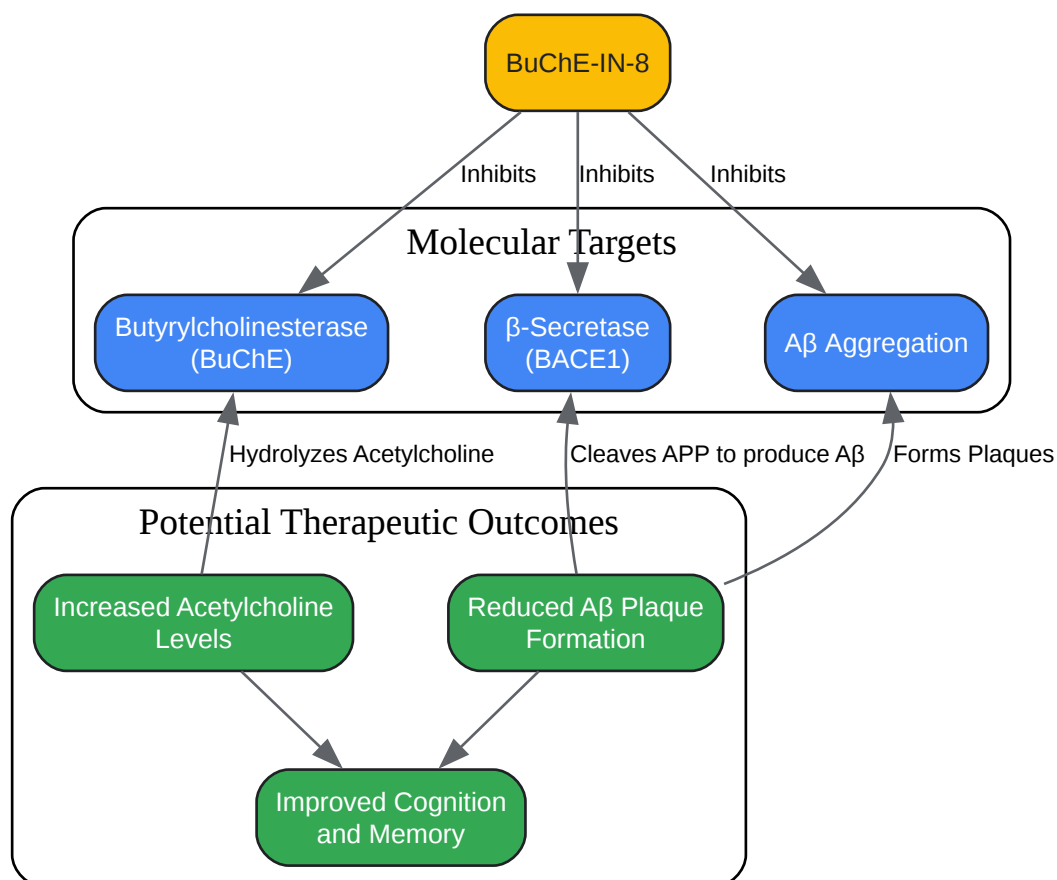 BuChE-IN-8
Inhibits
Inhibits
Inhibits
Molecular Targets
Butyrylcholinesterase
(BuChE)
β-Secretase
(BACE1)
Aβ Aggregation
Hydrolyzes Acetylcholine
Cleaves APP to produce Aβ
Forms Plaques
Potential Therapeutic Outcomes
Increased Acetylcholine
Levels
Reduced Aβ Plaque
Formation
Improved Cognition
and Memory